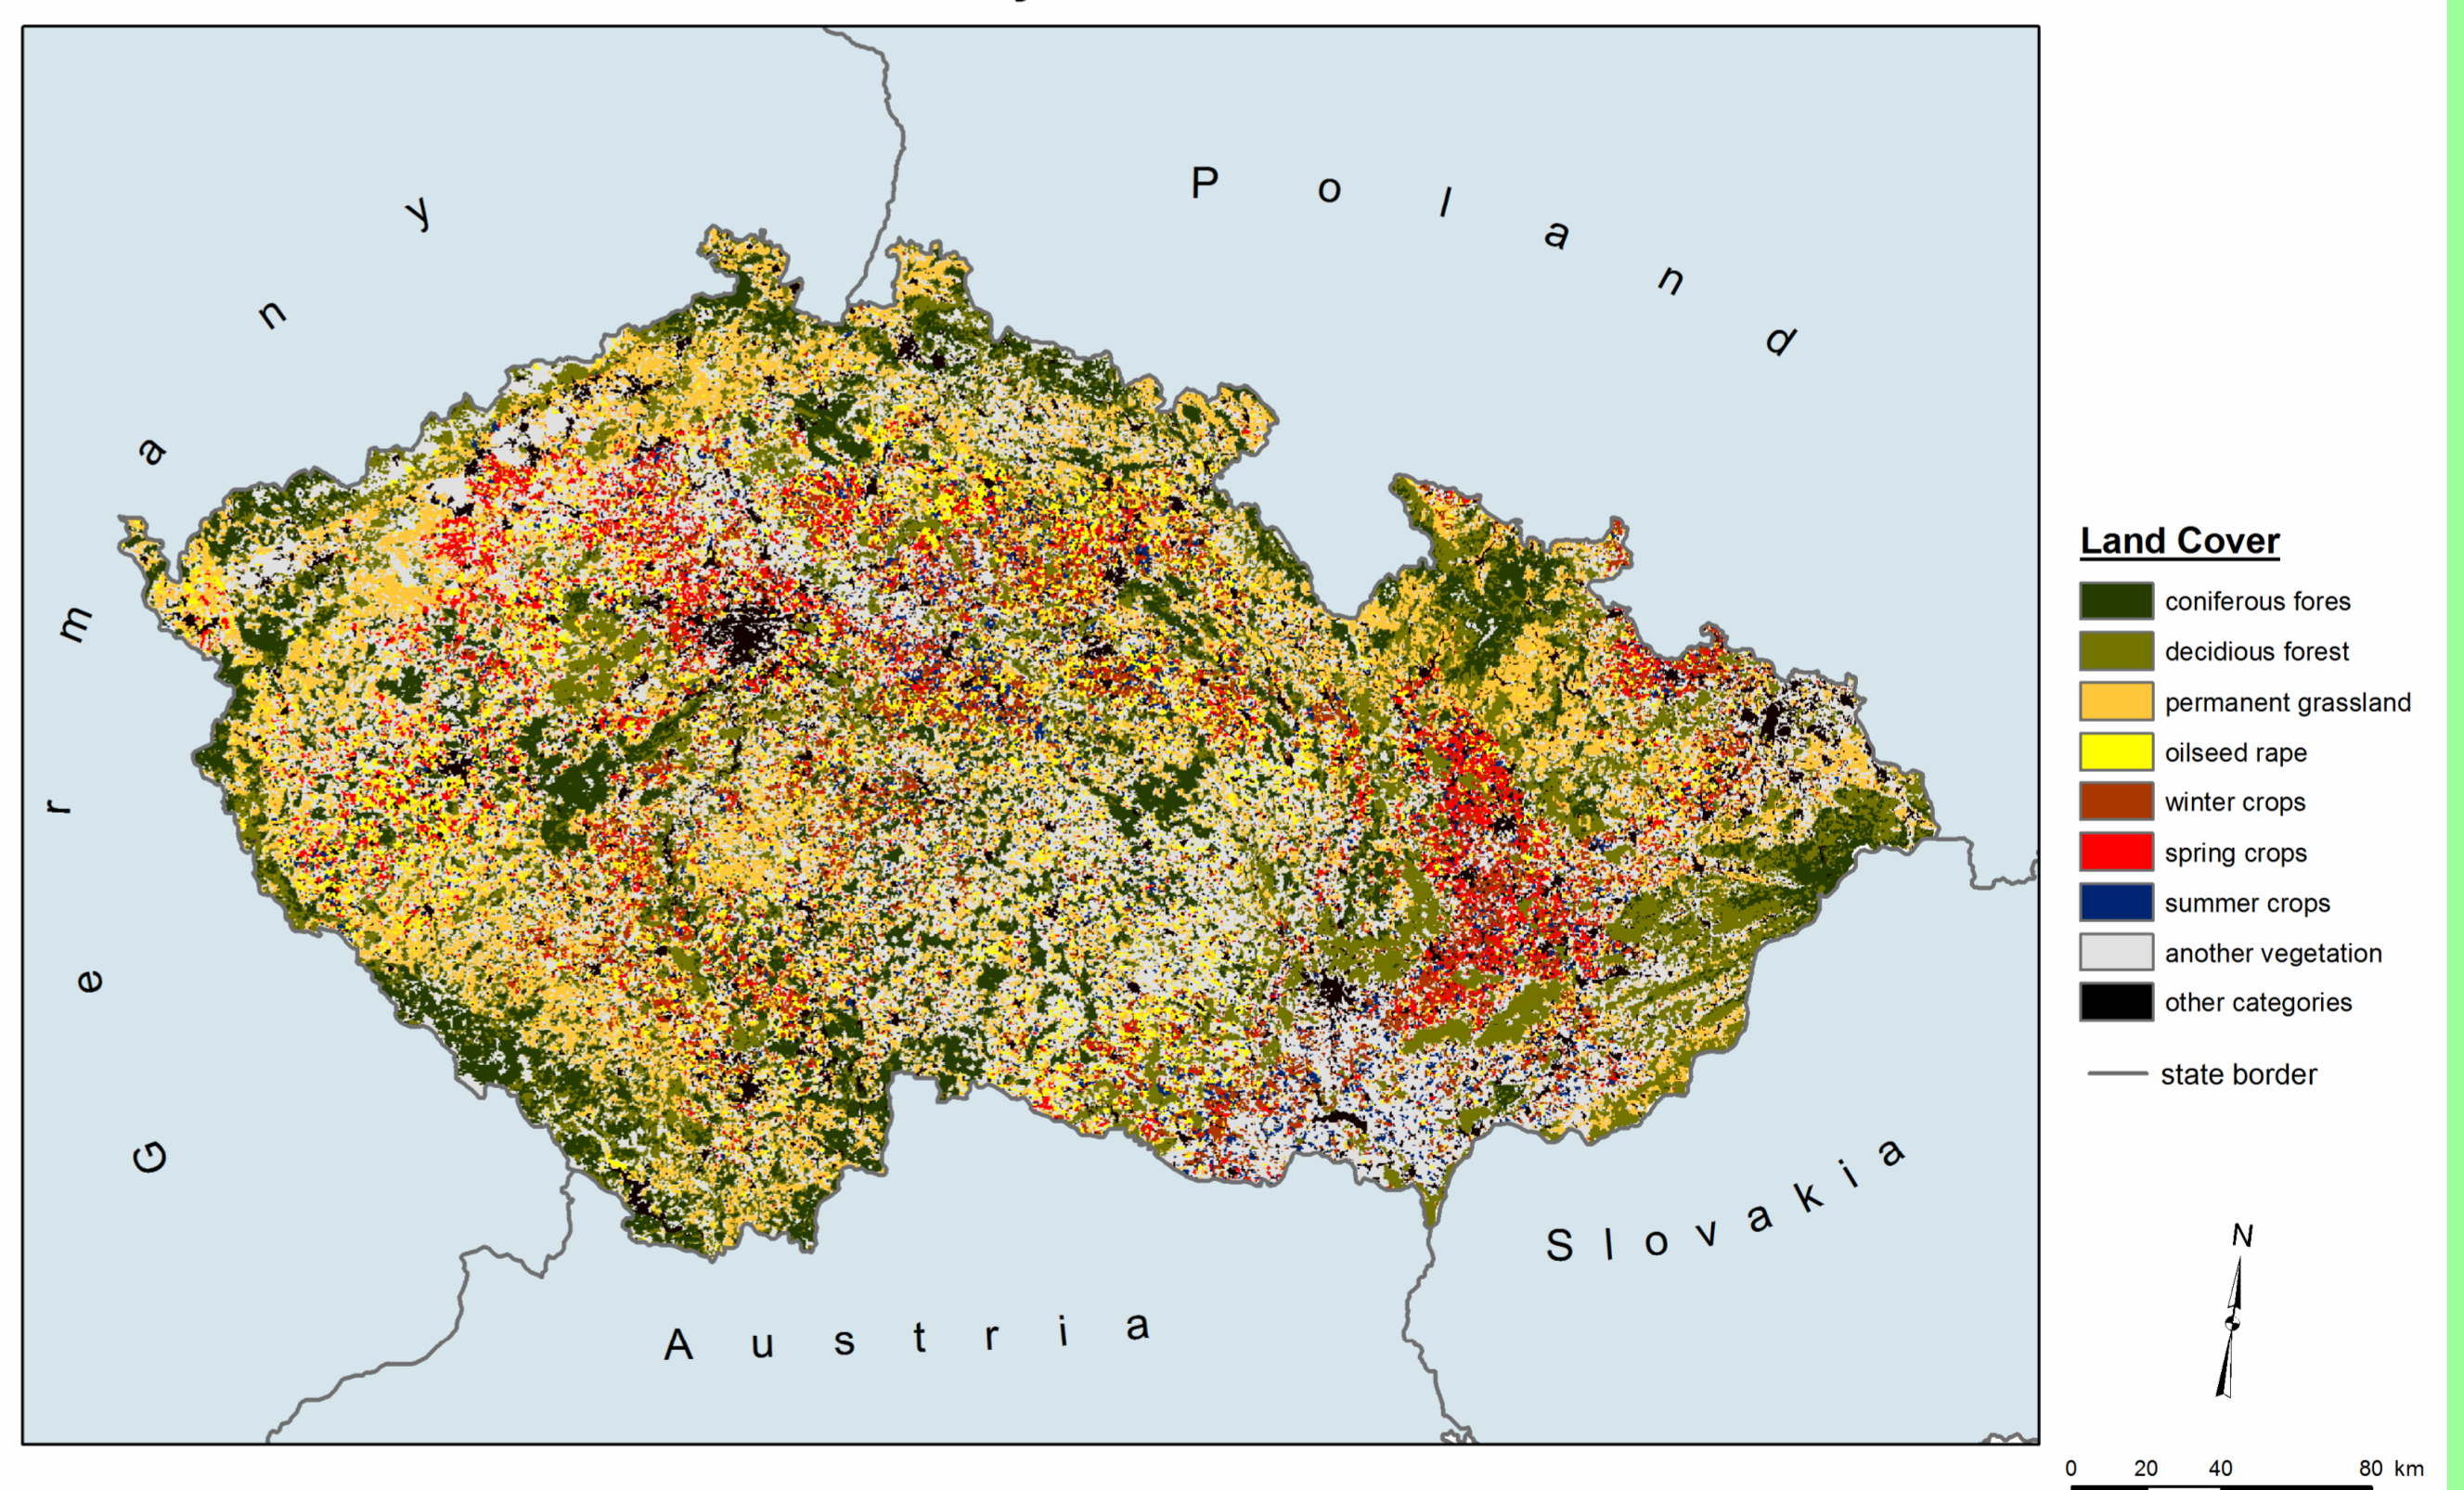 Germany
Poland
Slovakia
Austria
Land Cover
coniferous fores
decidious forest
permanent grassland
oilseed rape
winter crops
spring crops
summer crops
another vegetation
other categories
state border
N
0 20 40 80 km